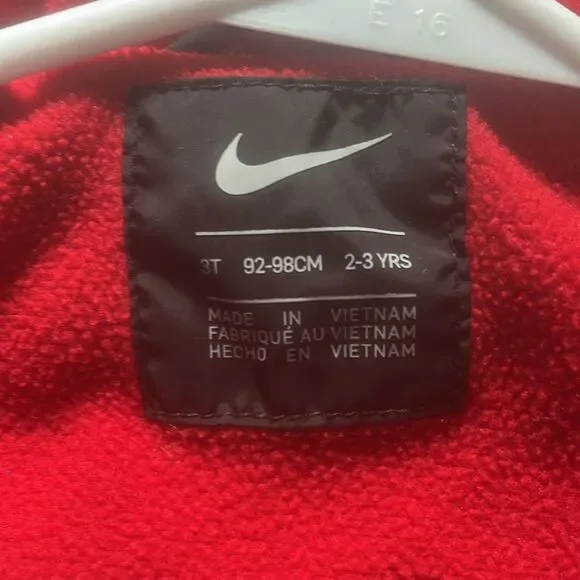 E 16
3T 92-98CM 2-3 YRS
MADE IN VIETNAM
FABRIQUÉ AU VIETNAM
HECHO EN VIETNAM